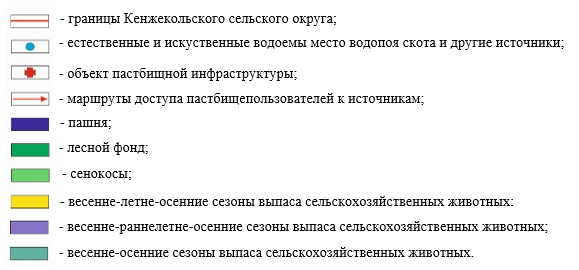 - границы Кенжекольского сельского округа;
- естественные и искуственные водоемы место водопоя скота и другие источники;
- объект пастбищной инфраструктуры;
- маршруты доступа пастбищепользователей к источникам;
- пашня;
- лесной фонд;
- сенокосы;
- весенне-летне-осенние сезоны выпаса сельскохозяйственных животных:
- весенне-раннелетне-осенние сезоны выпаса сельскохозяйственных животных;
- весенне-осенние сезоны выпаса сельскохозяйственных животных.